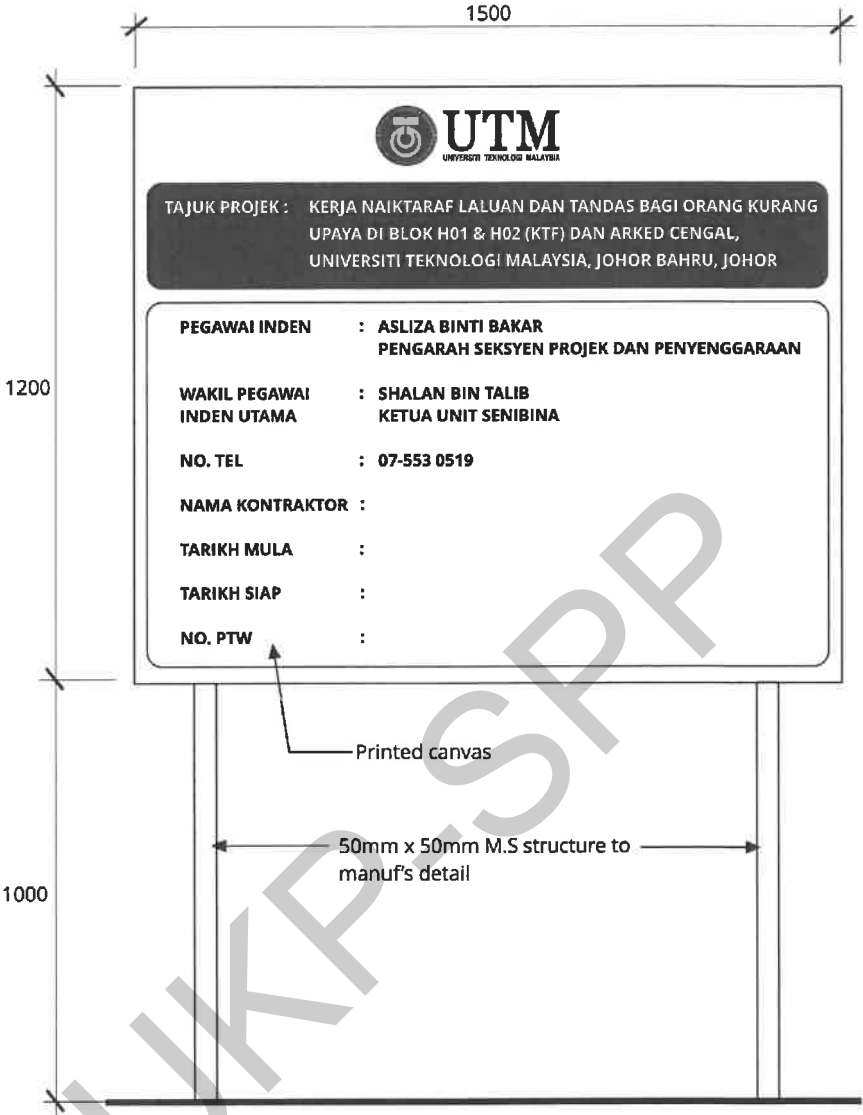 1500
UTM
UNIVERSITI TEKNOLOGI MALAYSIA
TAJUK PROJEK : KERJA NAIKTARAF LALUAN DAN TANDAS BAGI ORANG KURANG
UPAYA DI BLOK H01 & H02 (KTF) DAN ARKED CENGAL,
UNIVERSITI TEKNOLOGI MALAYSIA, JOHOR BAHRU, JOHOR
PEGAWAI INDEN : ASLIZA BINTI BAKAR
PENGARAH SEKSYEN PROJEK DAN PENYENGGARAAN
1200
WAKIL PEGAWAI : SHALAN BIN TALIB
INDEN UTAMA KETUA UNIT SENIBINA
NO. TEL : 07-553 0519
NAMA KONTRAKTOR :
TARIKH MULA :
TARIKH SIAP :
NO. PTW :
Printed canvas
50mm x 50mm M.S structure to
manuf's detail
1000
UKP-SPP